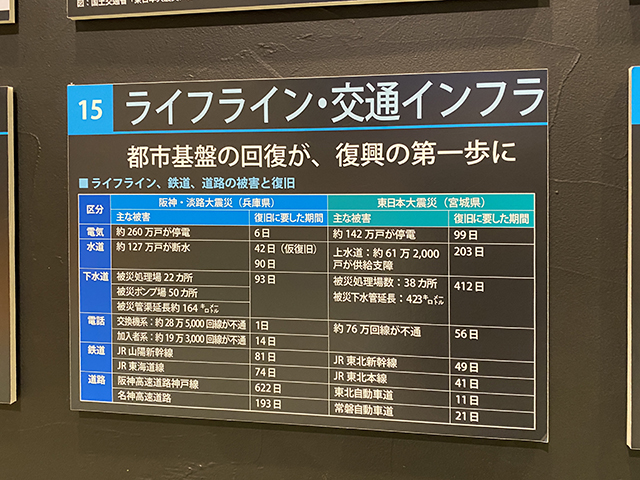 図：国土交通省「東日本大震災
15 ライフライン・交通インフラ
都市基盤の回復が、復興の第一歩に
■ライフライン、鉄道、道路の被害と復旧
区分 阪神・淡路大震災（兵庫県） 東日本大震災（宮城県）
主な被害 復旧に要した期間 主な被害 復旧に要した期間
電気 約260万戸が停電 6日 約142万戸が停電 99日
水道 約127万戸が断水 42日（仮復旧） 上水道：約61万2,000 203日
90日 戸が供給支障
下水道 被災処理場22カ所 93日 被災処理場数：38カ所 412日
被災ポンプ場50カ所 被災下水管延長：423キロメートル
被災管渠延長約164キロメートル
電話 交換機系：約28万5,000回線が不通 1日 約76万回線が不通 56日
加入者系：約19万3,000回線が不通 14日
鉄道 JR山陽新幹線 81日 JR東北新幹線 49日
JR東海道線 74日 JR東北本線 41日
道路 阪神高速道路神戸線 622日 東北自動車道 11日
名神高速道路 193日 常磐自動車道 21日